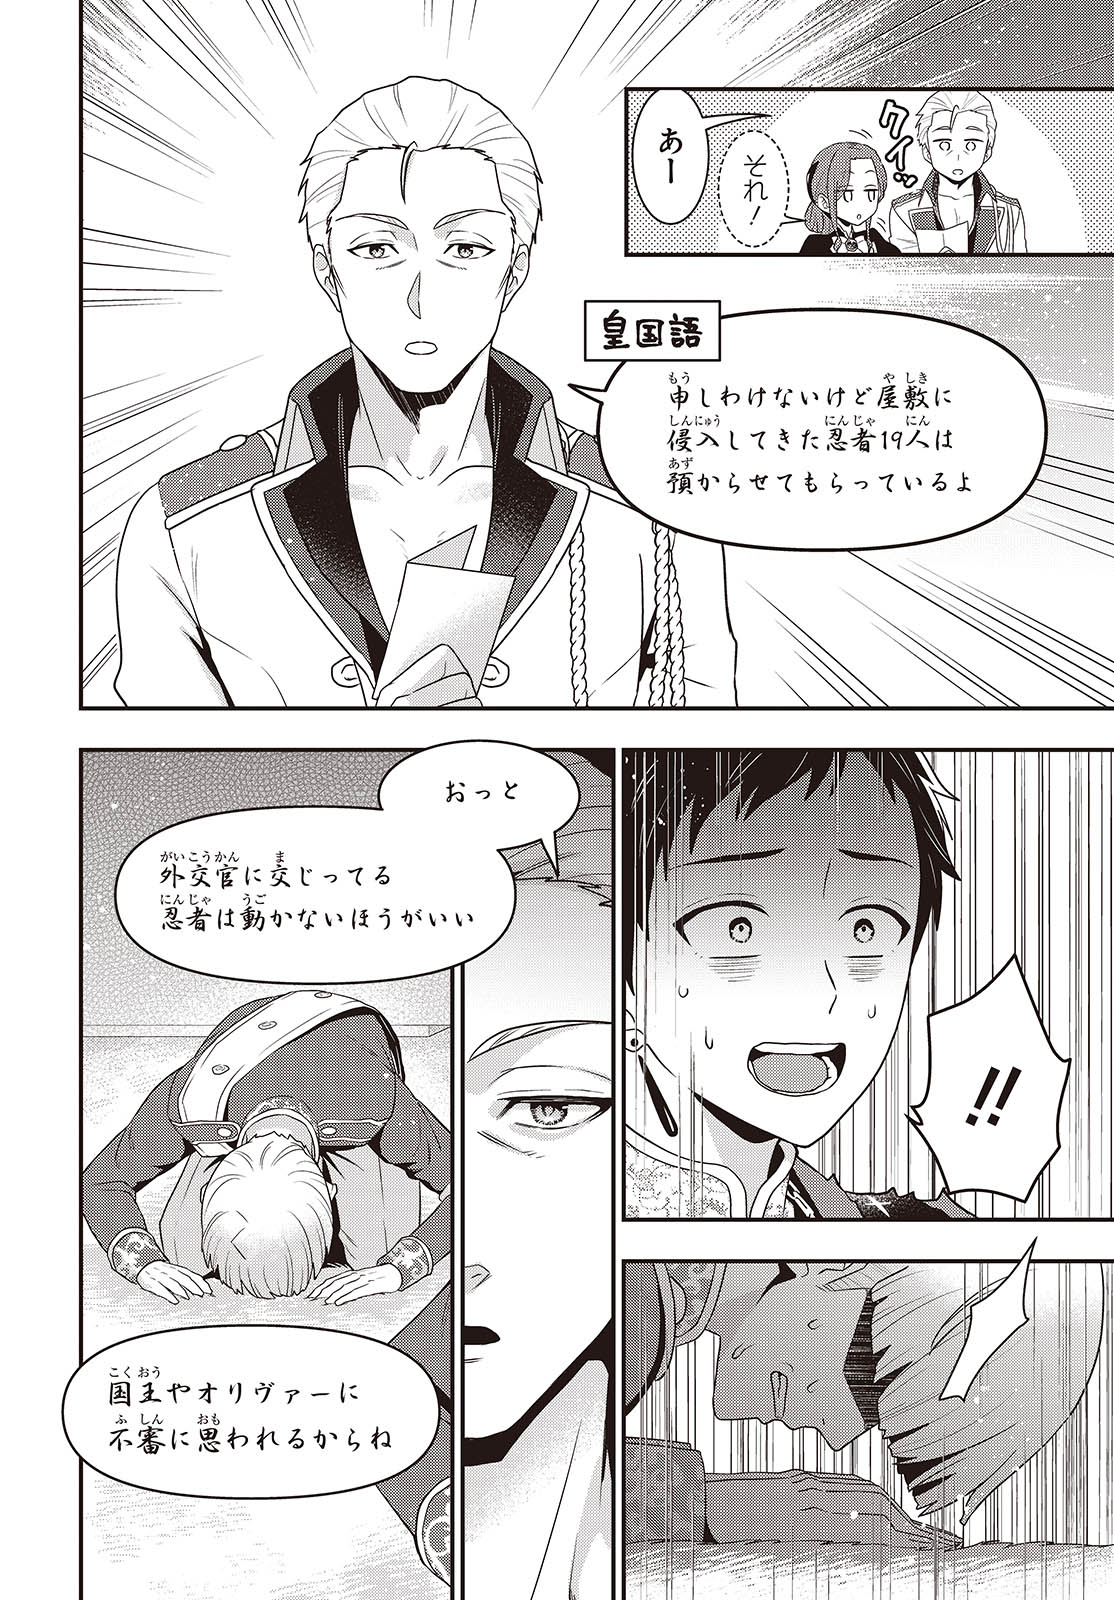 クイッ
それ！
あー
皇国語
申しわけないけど屋敷に
侵入してきた忍者19人は
預からせてもらっているよ
!!
おっと
外交官に交じってる
忍者は動かないほうがいい
国王やオリヴァーに
不審に思われるからね